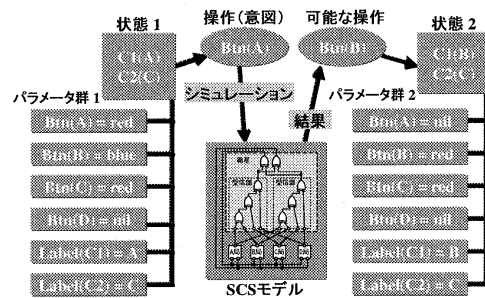 状態 1
操作（意図）
可能な操作
状態 2
C1(A)
C2(C)
Btn(A)
Btn(B)
C1(B)
C2(C)
シミュレーション
結果
パラメータ群 1
パラメータ群 2
Btn(A) = red
Btn(B) = blue
Btn(C) = red
Btn(D) = nil
Label(C1) = A
Label(C2) = C
Btn(A) = nil
Btn(B) = red
Btn(C) = red
Btn(D) = nil
Label(C1) = B
Label(C2) = C
SCSモデル